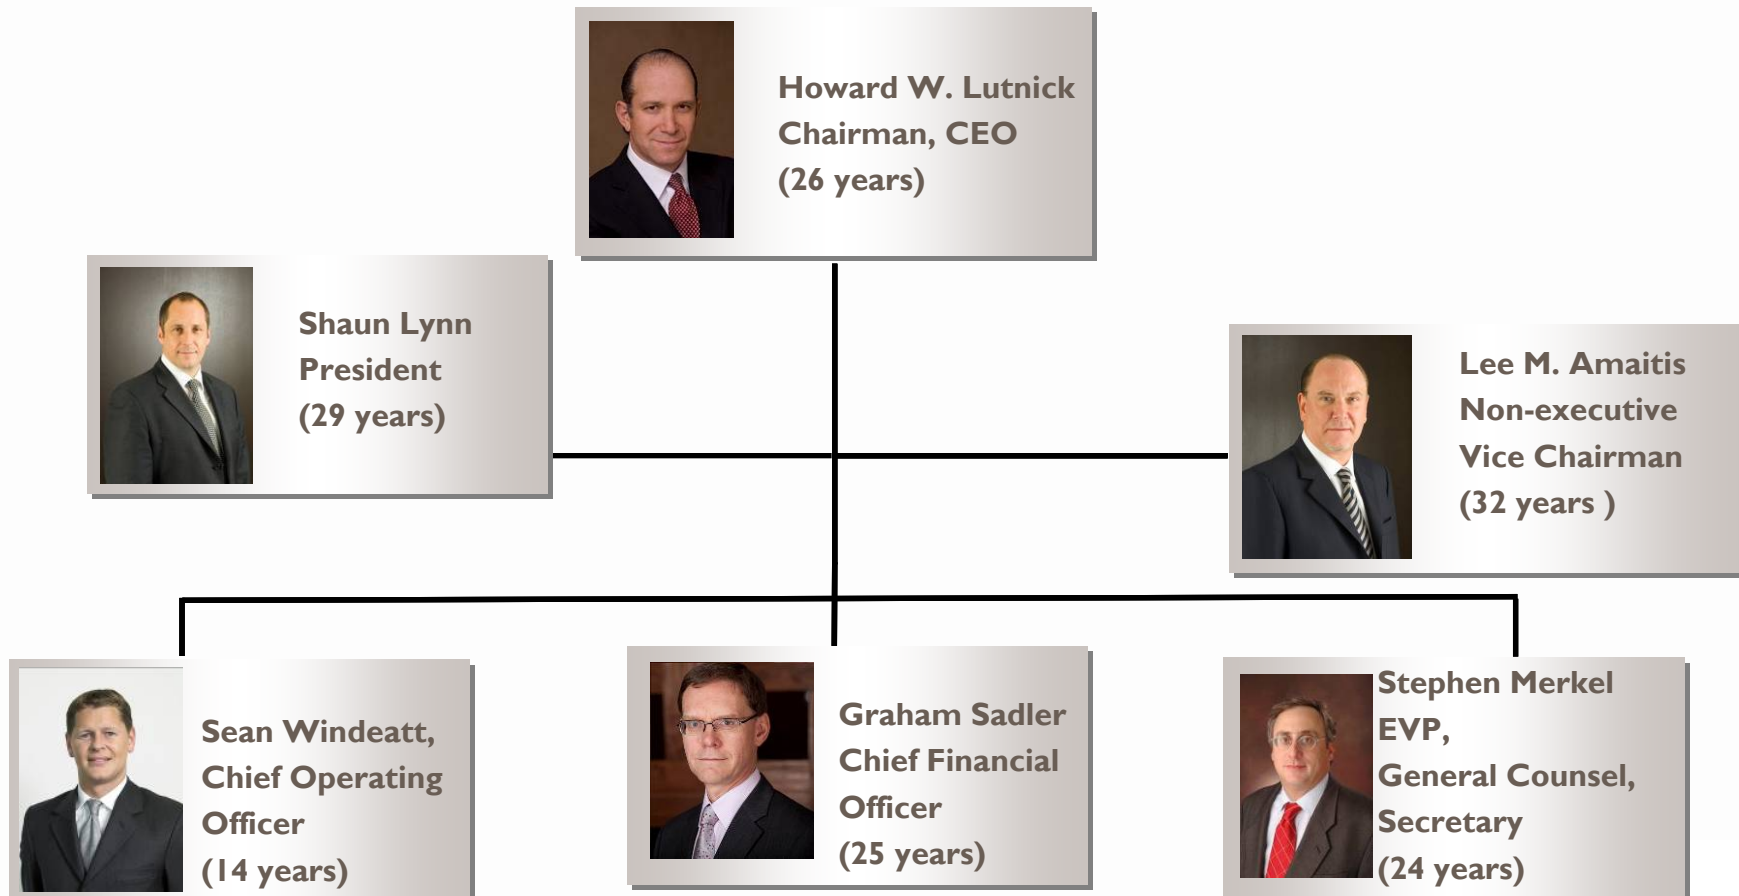 Howard W. Lutnick
Chairman, CEO
(26 years)
Shaun Lynn
President
(29 years)
Lee M. Amaitis
Non-executive
Vice Chairman
(32 years )
Sean Windeatt,
Chief Operating
Officer
(14 years)
Graham Sadler
Chief Financial
Officer
(25 years)
Stephen Merkel
EVP,
General Counsel,
Secretary
(24 years)